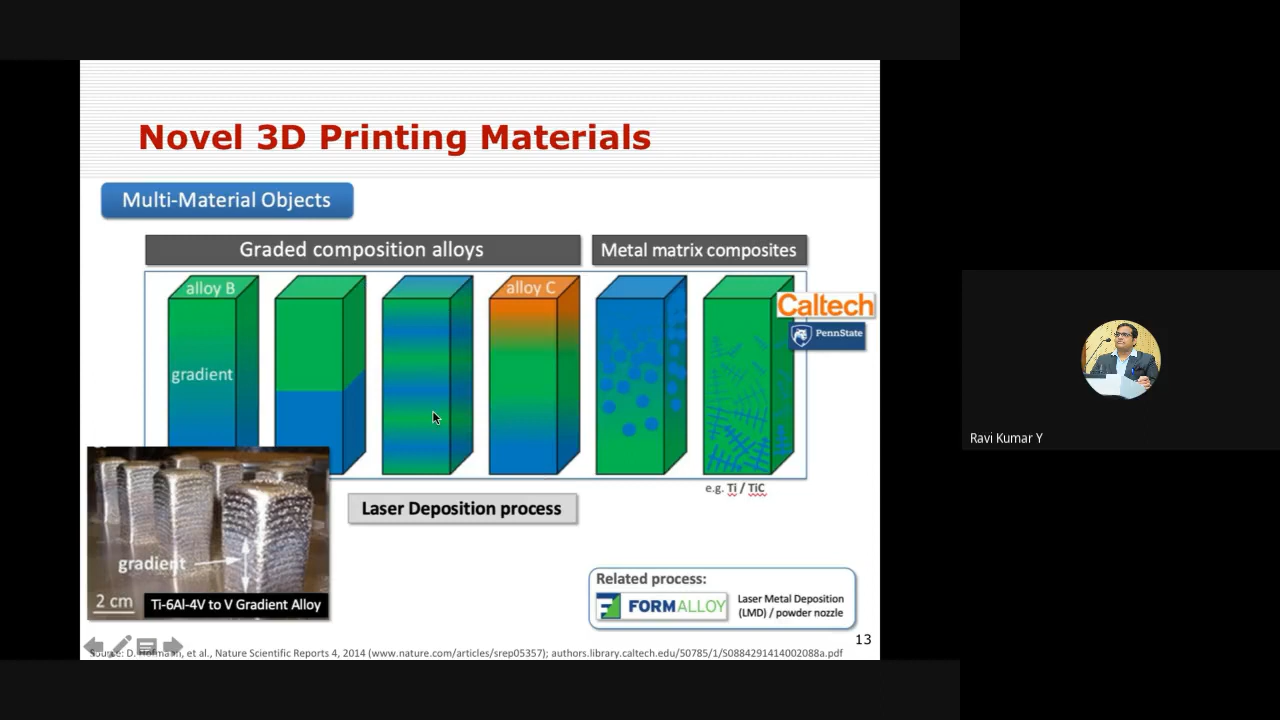 Novel 3D Printing Materials
Multi-Material Objects
Graded composition alloys
Metal matrix composites
alloy B
alloy C
gradient
Caltech
PennState
e.g. Ti / TiC
Laser Deposition process
gradient
2 cm
Ti-6Al-4V to V Gradient Alloy
Related process:
FORMALLOY
Laser Metal Deposition
(LMD) / powder nozzle
13
Source: D. Hofmann, et al., Nature Scientific Reports 4, 2014 (www.nature.com/articles/srep05357); authors.library.caltech.edu/50785/1/S0884291414002088a.pdf
Ravi Kumar Y